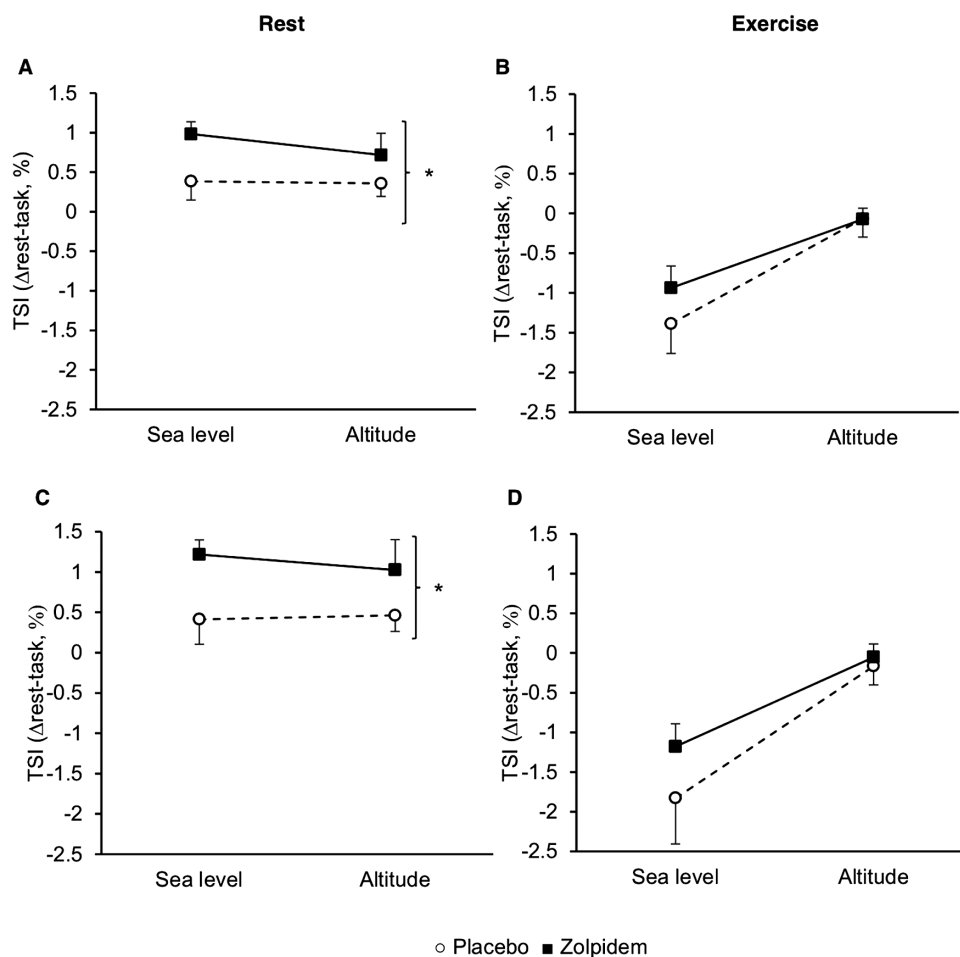 Rest
Exercise
A
TSI (Δrest-task, %)
1.5
1
0.5
0
-0.5
-1
-1.5
-2
-2.5
Sea level Altitude
*
B
TSI (Δrest-task, %)
1.5
1
0.5
0
-0.5
-1
-1.5
-2
-2.5
Sea level Altitude
C
TSI (Δrest-task, %)
1.5
1
0.5
0
-0.5
-1
-1.5
-2
-2.5
Sea level Altitude
*
D
TSI (Δrest-task, %)
1.5
1
0.5
0
-0.5
-1
-1.5
-2
-2.5
Sea level Altitude
Placebo Zolpidem